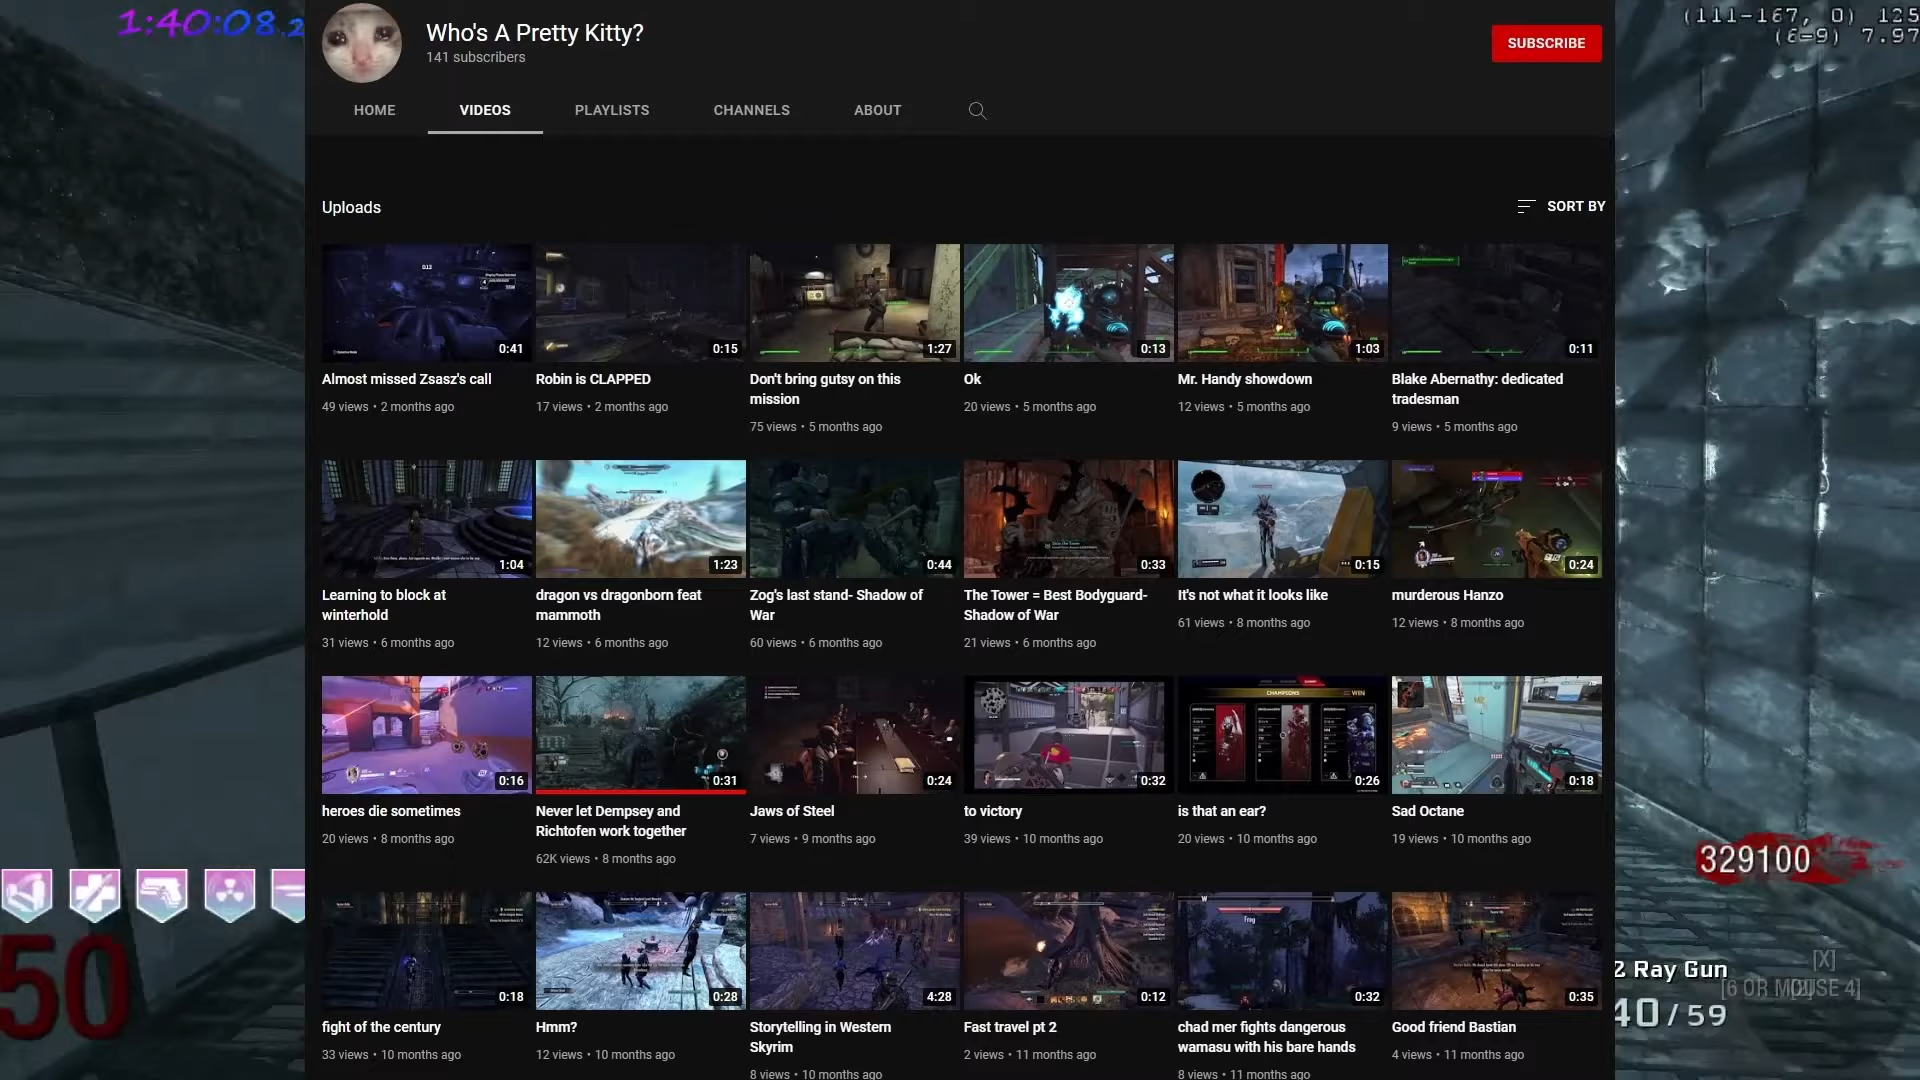 1:40:08.2
Who's A Pretty Kitty?
141 subscribers
SUBSCRIBE
(111-167, 0) 125
(6-9) 7.97
HOME
VIDEOS
PLAYLISTS
CHANNELS
ABOUT
Uploads
SORT BY
0:41
0:15
1:27
0:13
1:03
0:11
Almost missed Zsasz's call
49 views • 2 months ago
Robin is CLAPPED
17 views • 2 months ago
Don't bring gutsy on this
mission
75 views • 5 months ago
Ok
20 views • 5 months ago
Mr. Handy showdown
12 views • 5 months ago
Blake Abernathy: dedicated
tradesman
9 views • 5 months ago
1:04
1:23
0:44
0:33
0:15
0:24
Learning to block at
winterhold
31 views • 6 months ago
dragon vs dragonborn feat
mammoth
12 views • 6 months ago
Zog's last stand- Shadow of
War
60 views • 6 months ago
The Tower = Best Bodyguard-
Shadow of War
21 views • 6 months ago
It's not what it looks like
61 views • 8 months ago
murderous Hanzo
12 views • 8 months ago
CHAMPIONS
WIN
0:16
0:31
0:24
0:32
0:26
0:18
heroes die sometimes
20 views • 8 months ago
Never let Dempsey and
Richtofen work together
62K views • 8 months ago
Jaws of Steel
7 views • 9 months ago
to victory
39 views • 10 months ago
is that an ear?
20 views • 10 months ago
Sad Octane
19 views • 10 months ago
329100
Frog
0:18
0:28
4:28
0:12
0:32
0:35
fight of the century
33 views • 10 months ago
Hmm?
12 views • 10 months ago
Storytelling in Western
Skyrim
8 views • 10 months ago
Fast travel pt 2
2 views • 11 months ago
chad mer fights dangerous
wamasu with his bare hands
8 views • 11 months ago
Good friend Bastian
4 views • 11 months ago
50
2 Ray Gun
[X]
[6 OR MOUSE 4]
40/59